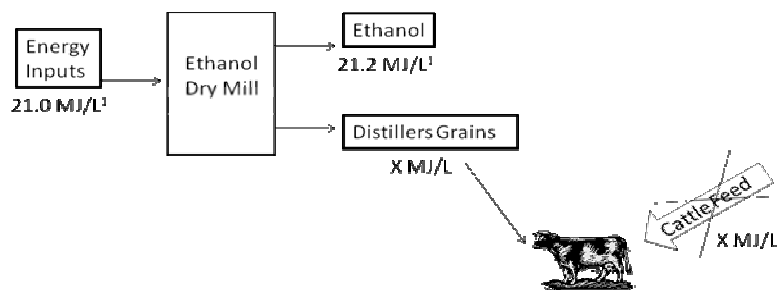 Energy
Inputs
21.0 MJ/L¹
Ethanol
Dry Mill
Ethanol
21.2 MJ/L¹
Distillers Grains
X MJ/L
Cattle Feed
X MJ/L